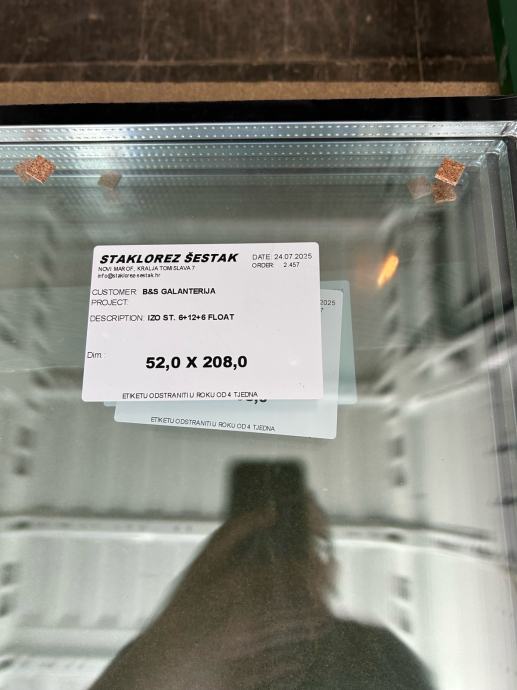 STAKLOREZ ŠESTAK
NOVI MAROF, KRALJA TOMISLAVA 7
info@staklorez-sestak.hr
DATE: 24.07.2025
ORDER: 2.457
CUSTOMER: B&S GALANTERIJA
PROJECT:
DESCRIPTION: IZO ST. 6+12+6 FLOAT
Dim.:
52,0 X 208,0
ETIKETU ODSTRANITI U ROKU OD 4 TJEDNA
2025
7
ETIKETU ODSTRANITI U ROKU OD 4 TJEDNA